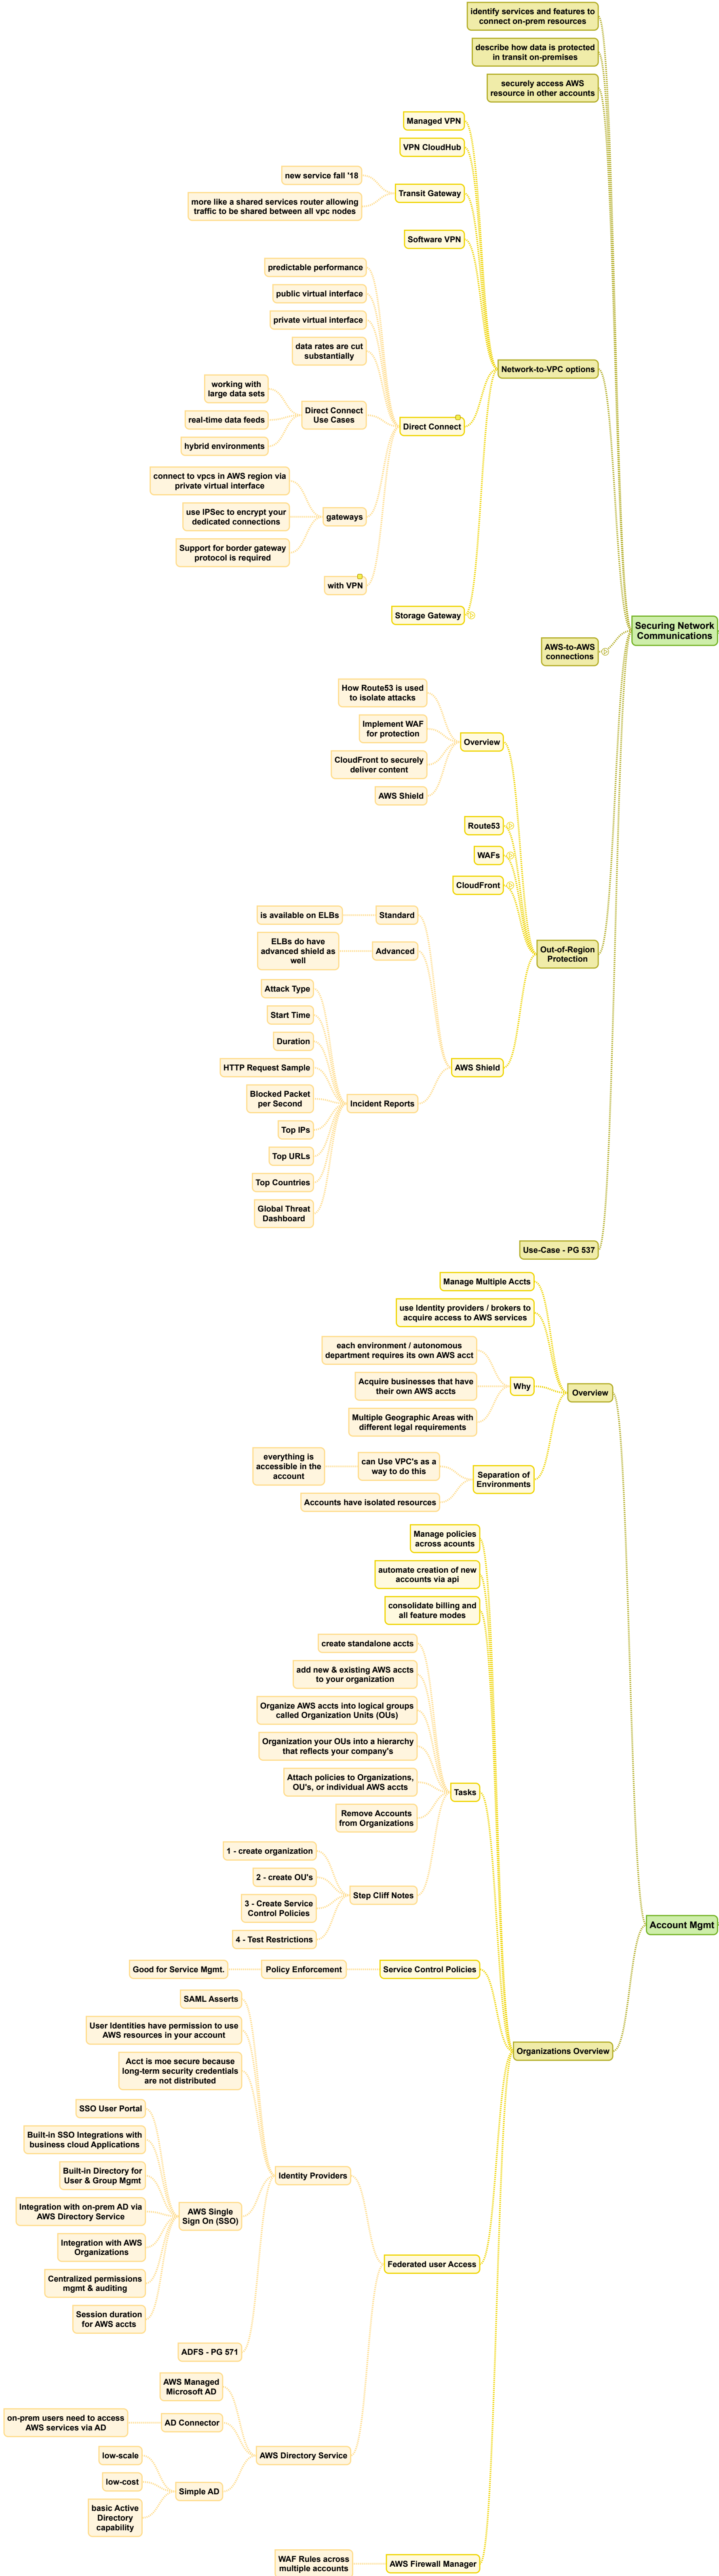 identify services and features to
connect on-prem resources
describe how data is protected
in transit on-premises
securely access AWS
resource in other accounts
Managed VPN
VPN CloudHub
new service fall '18
more like a shared services router allowing
traffic to be shared between all vpc nodes
Transit Gateway
Software VPN
predictable performance
public virtual interface
private virtual interface
data rates are cut
substantially
working with
large data sets
real-time data feeds
hybrid environments
Direct Connect
Use Cases
connect to vpcs in AWS region via
private virtual interface
use IPSec to encrypt your
dedicated connections
Support for border gateway
protocol is required
gateways
with VPN
Direct Connect
Storage Gateway
Network-to-VPC options
AWS-to-AWS
connections
Securing Network
Communications
How Route53 is used
to isolate attacks
Implement WAF
for protection
CloudFront to securely
deliver content
AWS Shield
Overview
Route53
WAFs
CloudFront
is available on ELBs
Standard
ELBs do have
advanced shield as
well
Advanced
Attack Type
Start Time
Duration
HTTP Request Sample
Blocked Packet
per Second
Top IPs
Top URLs
Top Countries
Global Threat
Dashboard
Incident Reports
AWS Shield
Out-of-Region
Protection
Use-Case - PG 537
Manage Multiple Accts
use Identity providers / brokers to
acquire access to AWS services
each environment / autonomous
department requires its own AWS acct
Acquire businesses that have
their own AWS accts
Multiple Geographic Areas with
different legal requirements
Why
Overview
everything is
accessible in the
account
can Use VPC's as a
way to do this
Accounts have isolated resources
Separation of
Environments
Manage policies
across acounts
automate creation of new
accounts via api
consolidate billing and
all feature modes
create standalone accts
add new & existing AWS accts
to your organization
Organize AWS accts into logical groups
called Organization Units (OUs)
Organization your OUs into a hierarchy
that reflects your company's
Attach policies to Organizations,
OU's, or individual AWS accts
Remove Accounts
from Organizations
1 - create organization
2 - create OU's
3 - Create Service
Control Policies
4 - Test Restrictions
Step Cliff Notes
Tasks
Account Mgmt
Good for Service Mgmt.
Policy Enforcement
Service Control Policies
SAML Asserts
User Identities have permission to use
AWS resources in your account
Acct is moe secure because
long-term security credentials
are not distributed
SSO User Portal
Built-in SSO Integrations with
business cloud Applications
Built-in Directory for
User & Group Mgmt
Integration with on-prem AD via
AWS Directory Service
Integration with AWS
Organizations
Centralized permissions
mgmt & auditing
Session duration
for AWS accts
AWS Single
Sign On (SSO)
ADFS - PG 571
Identity Providers
Organizations Overview
Federated user Access
AWS Managed
Microsoft AD
on-prem users need to access
AWS services via AD
AD Connector
low-scale
low-cost
basic Active
Directory
capability
Simple AD
AWS Directory Service
WAF Rules across
multiple accounts
AWS Firewall Manager